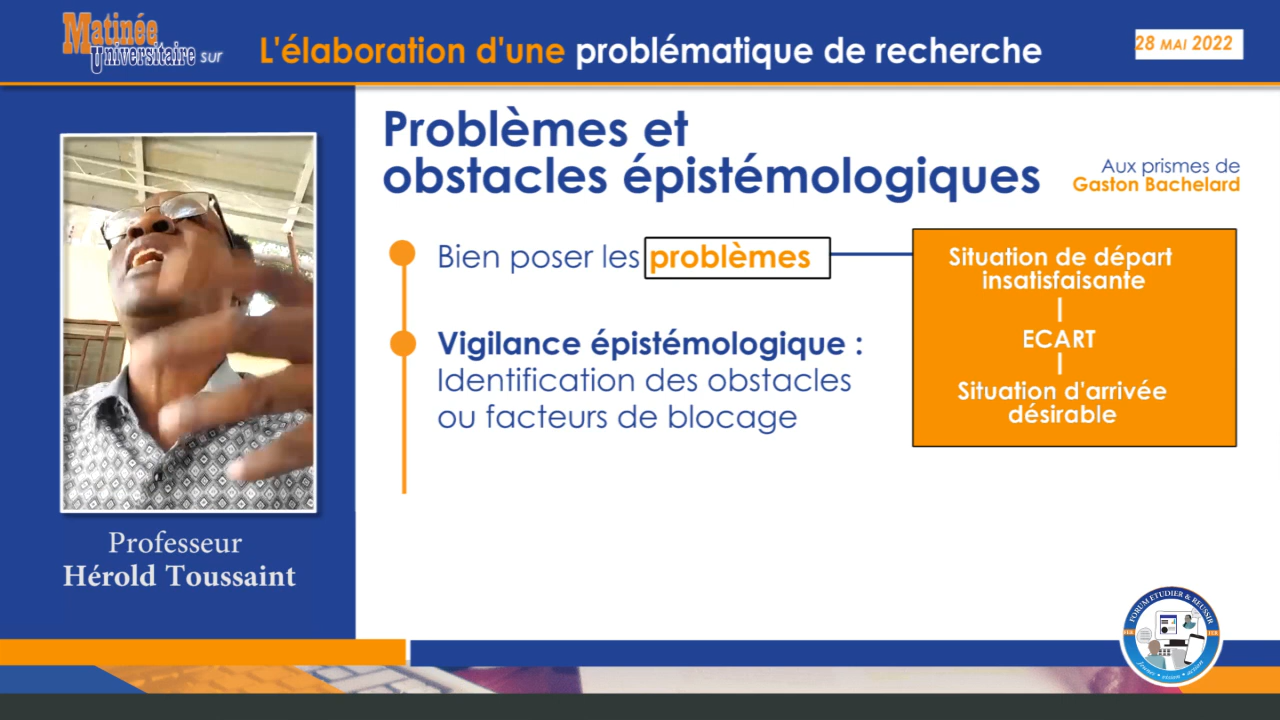 Matinée
Universitaire sur
L'élaboration d'une problématique de recherche
28 MAI 2022
Problèmes et
obstacles épistémologiques
Aux prismes de
Gaston Bachelard
Bien poser les problèmes
Situation de départ
insatisfaisante
ECART
Situation d'arrivée
désirable
Vigilance épistémologique :
Identification des obstacles
ou facteurs de blocage
Professeur
Hérold Toussaint
FORUM ETUDIER & REUSSIR